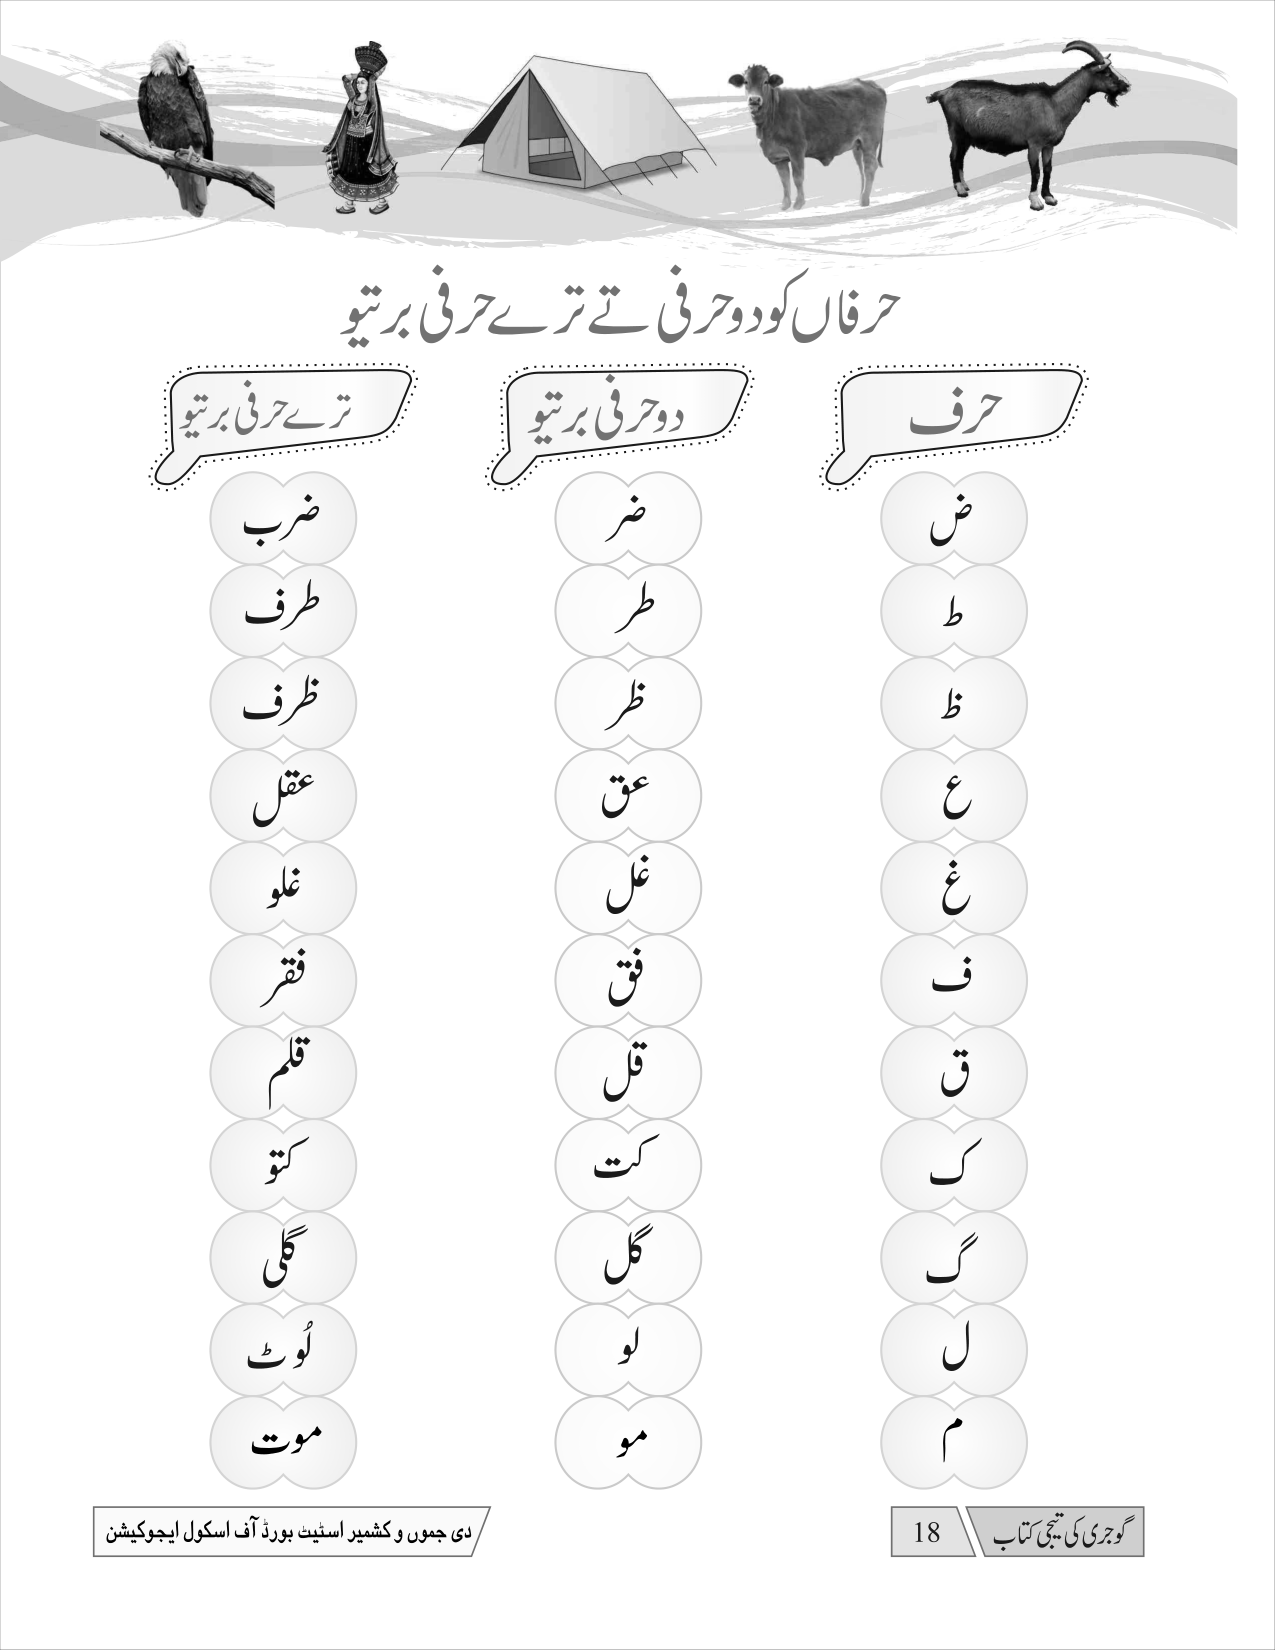 حرفاں کو دو حرفی تے ترے حرفی برتیو
حرف دو حرفی برتیو ترے حرفی برتیو
ض ضر ضرب
ط طر طرف
ظ ظر ظرف
ع عق عقل
غ غل غلو
ف فق فقر
ق قل قلم
ک کت کتو
گ گل گلی
ل لو لُوٹ
م مو موت
گوجری کی تیجی کتاب 18 دی جموں و کشمیر اسٹیٹ بورڈ آف اسکول ایجوکیشن